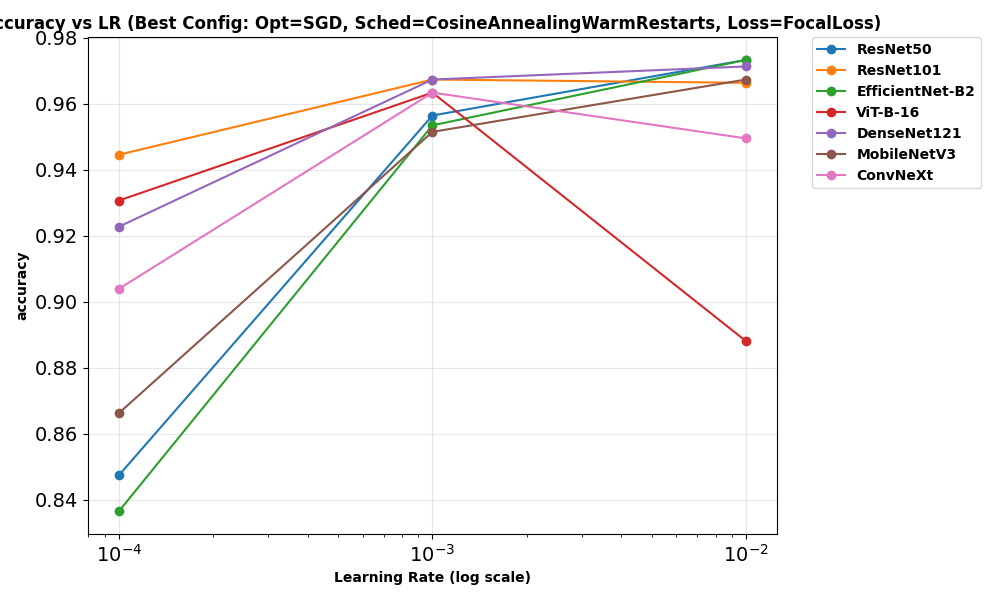 ccuracy vs LR (Best Config: Opt=SGD, Sched=CosineAnnealingWarmRestarts, Loss=FocalLoss)
0.98
0.96
0.94
0.92
0.90
0.88
0.86
0.84
accuracy
10⁻⁴
10⁻³
10⁻²
Learning Rate (log scale)
ResNet50
ResNet101
EfficientNet-B2
ViT-B-16
DenseNet121
MobileNetV3
ConvNeXt